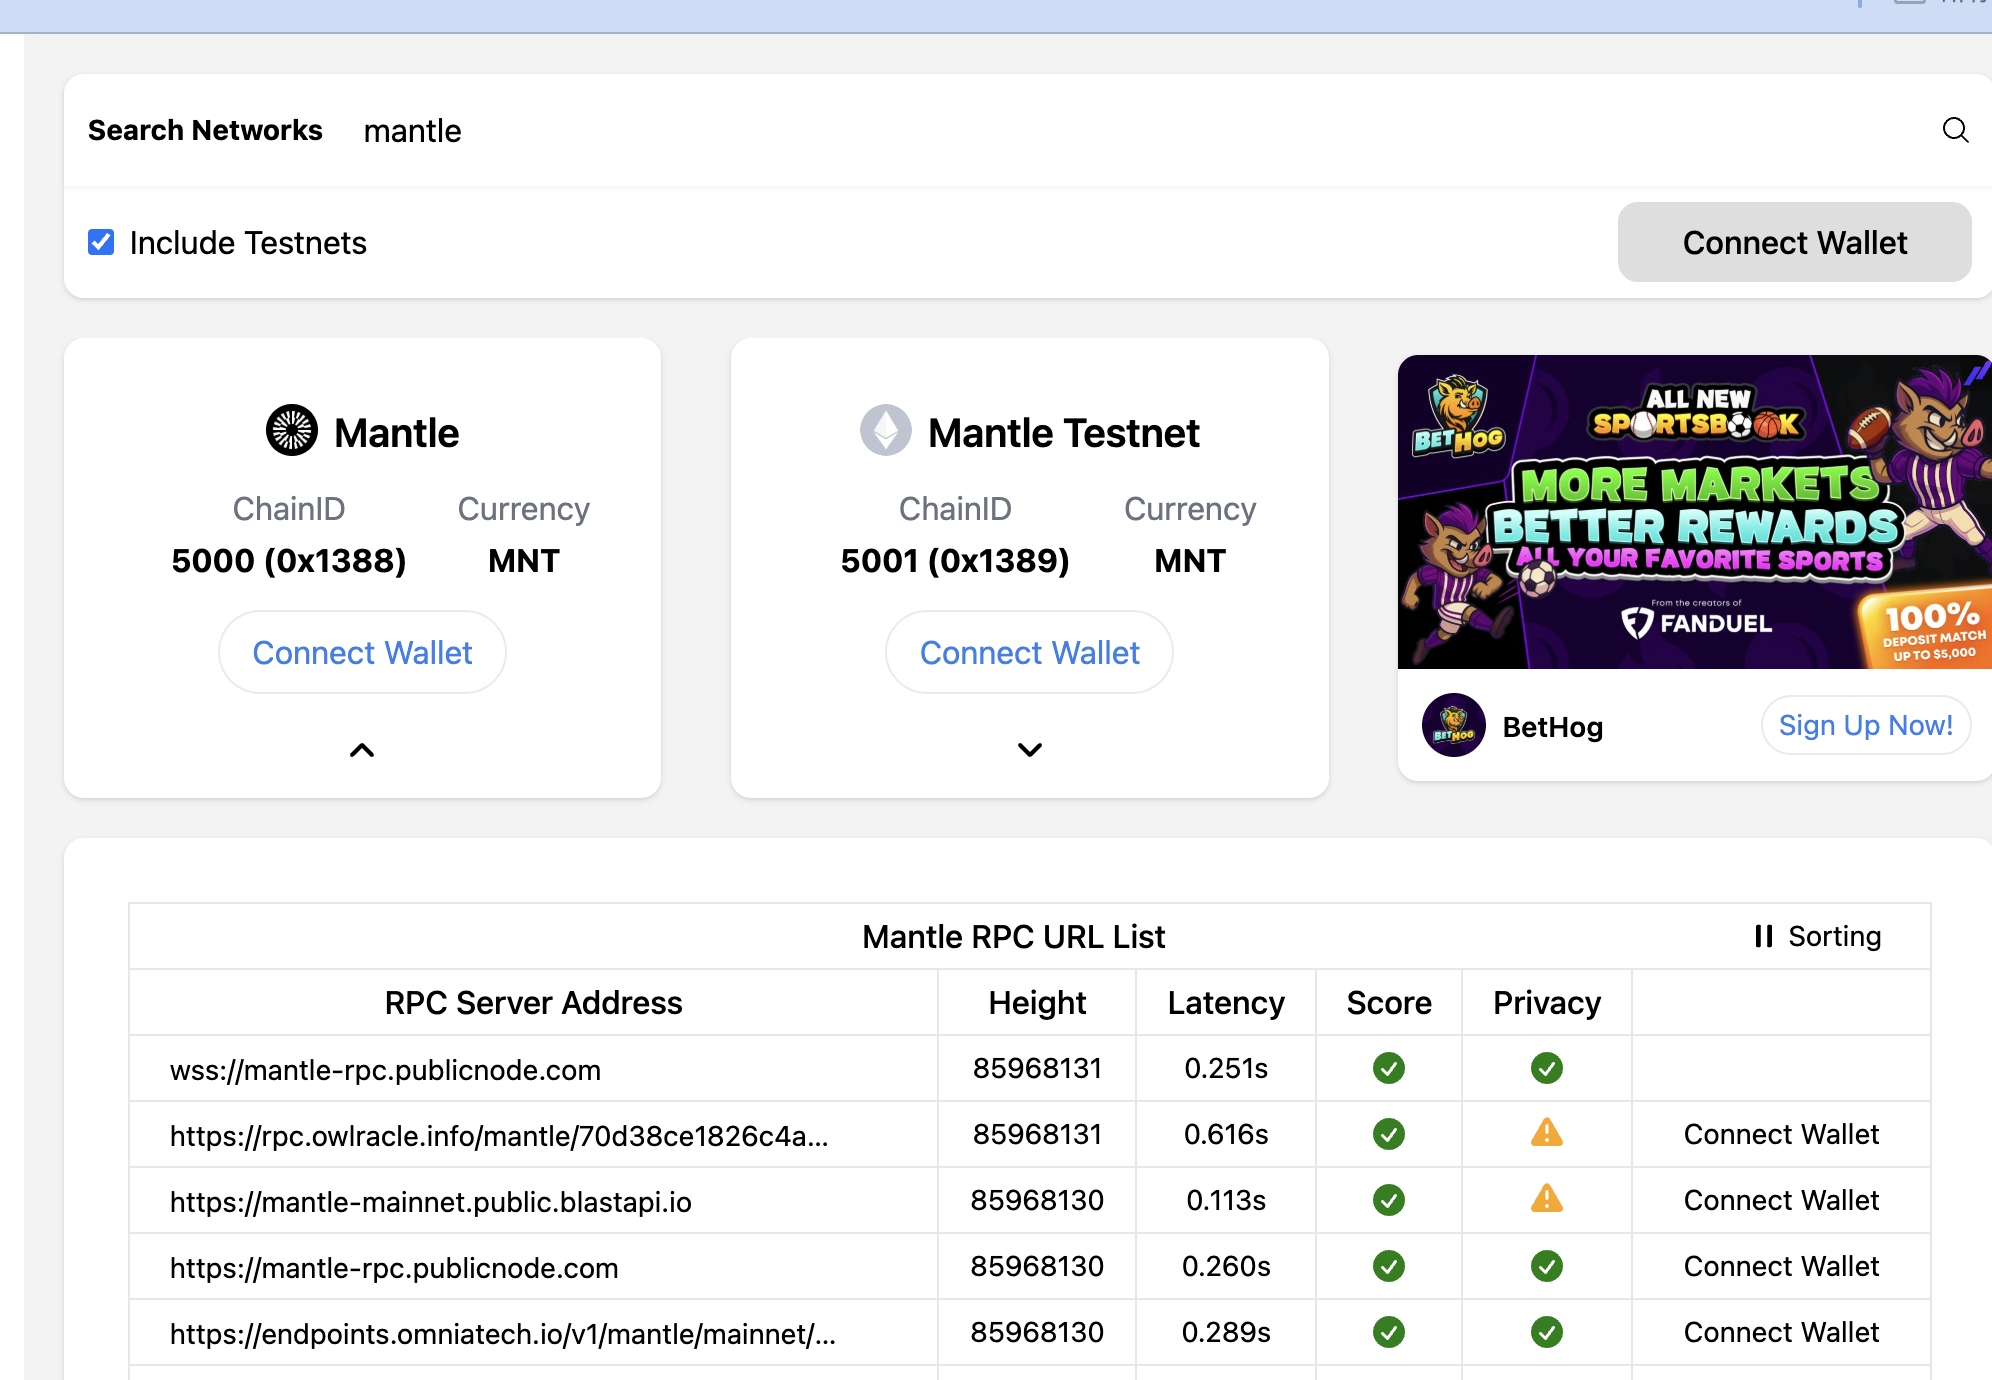 Search Networks mantle
Include Testnets
Connect Wallet
Mantle
ChainID Currency
5000 (0x1388) MNT
Connect Wallet
Mantle Testnet
ChainID Currency
5001 (0x1389) MNT
Connect Wallet
BETHOG
ALL NEW
SPORTSBOOK
MORE MARKETS
BETTER REWARDS
ALL YOUR FAVORITE SPORTS
From the creators of
FANDUEL
100%
DEPOSIT MATCH
UP TO $5,000
BETHOG
BetHog
Sign Up Now!
Mantle RPC URL List
Sorting
RPC Server Address Height Latency Score Privacy
wss://mantle-rpc.publicnode.com 85968131 0.251s
https://rpc.owlracle.info/mantle/70d38ce1826c4a... 85968131 0.616s Connect Wallet
https://mantle-mainnet.public.blastapi.io 85968130 0.113s Connect Wallet
https://mantle-rpc.publicnode.com 85968130 0.260s Connect Wallet
https://endpoints.omniatech.io/v1/mantle/mainnet/... 85968130 0.289s Connect Wallet